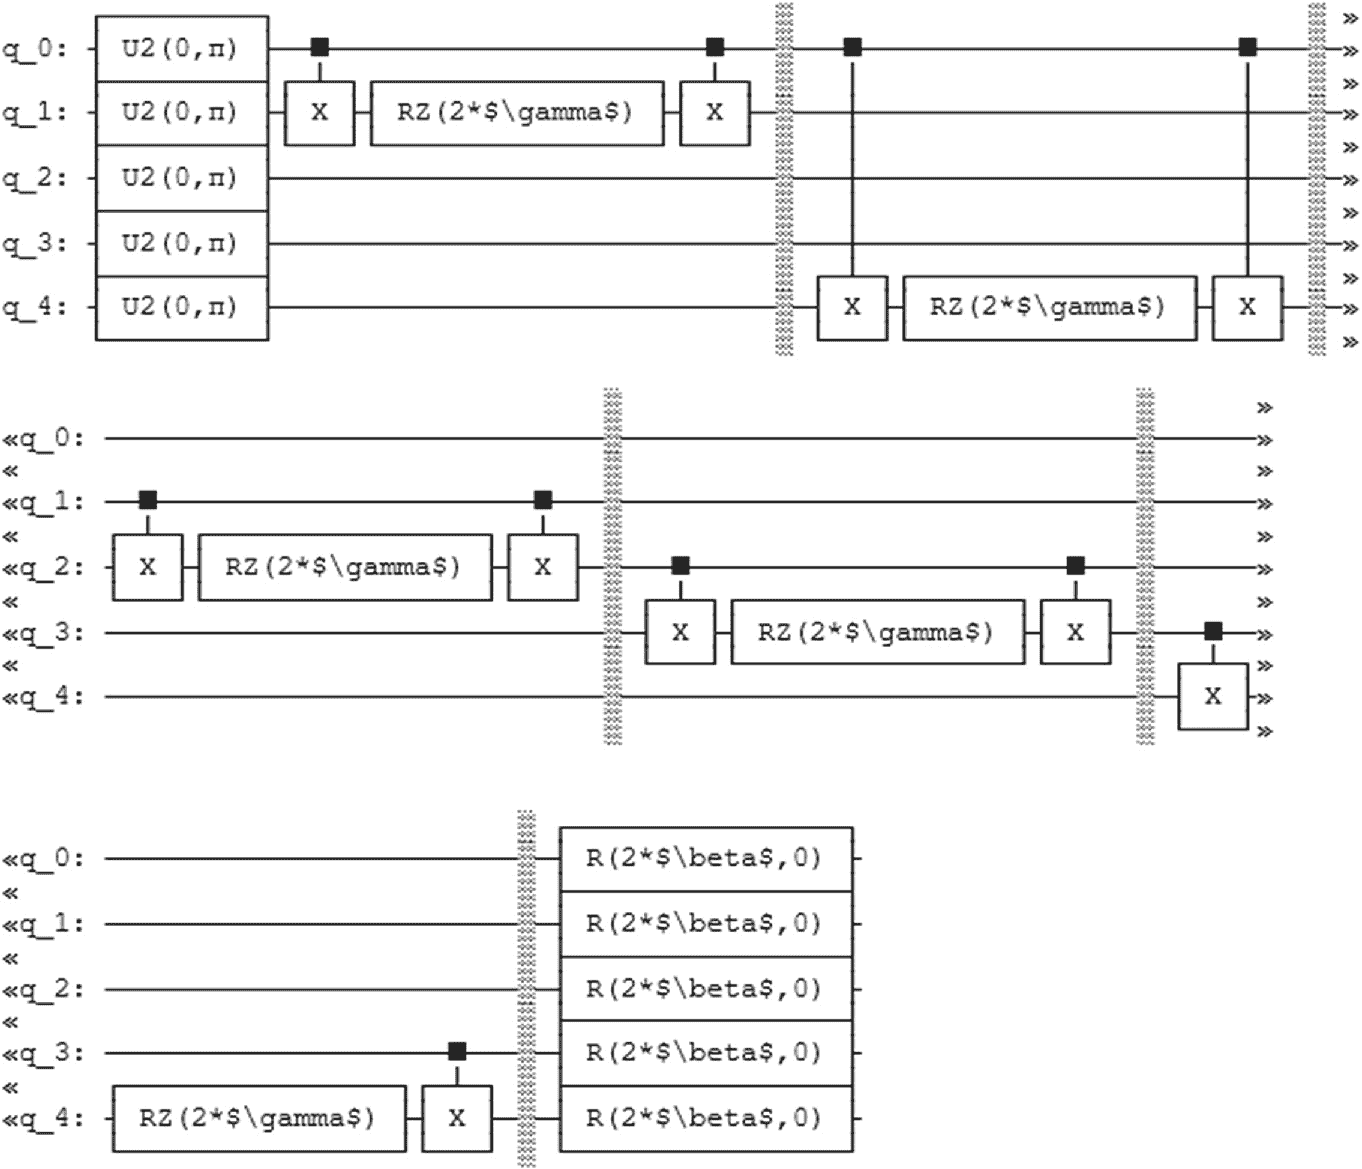 »
q_0: U2(0,π) »
»
q_1: U2(0,π) X RZ(2*$\gamma$) X »
»
q_2: U2(0,π) »
»
q_3: U2(0,π) »
»
q_4: U2(0,π) X RZ(2*$\gamma$) X »
»
»
«q_0: »
« »
«q_1: »
« »
«q_2: X RZ(2*$\gamma$) X »
« »
«q_3: X RZ(2*$\gamma$) X »
« »
«q_4: X »
»
«q_0: R(2*$\beta$,0)
«
«q_1: R(2*$\beta$,0)
«
«q_2: R(2*$\beta$,0)
«
«q_3: R(2*$\beta$,0)
«
«q_4: RZ(2*$\gamma$) X R(2*$\beta$,0)